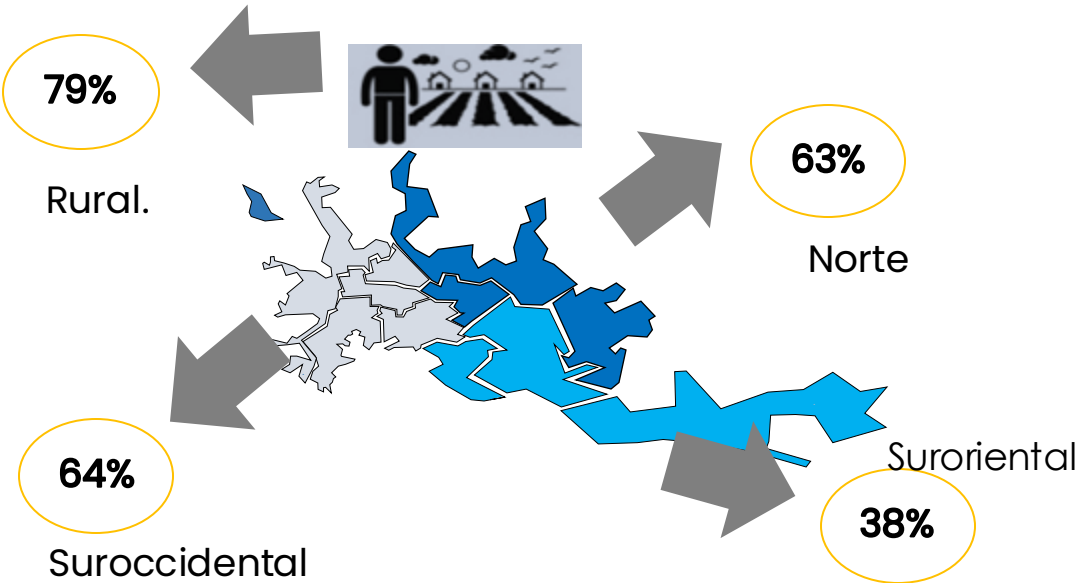 79%
Rural.
63%
Norte
64%
Suroccidental
Suroriental
38%